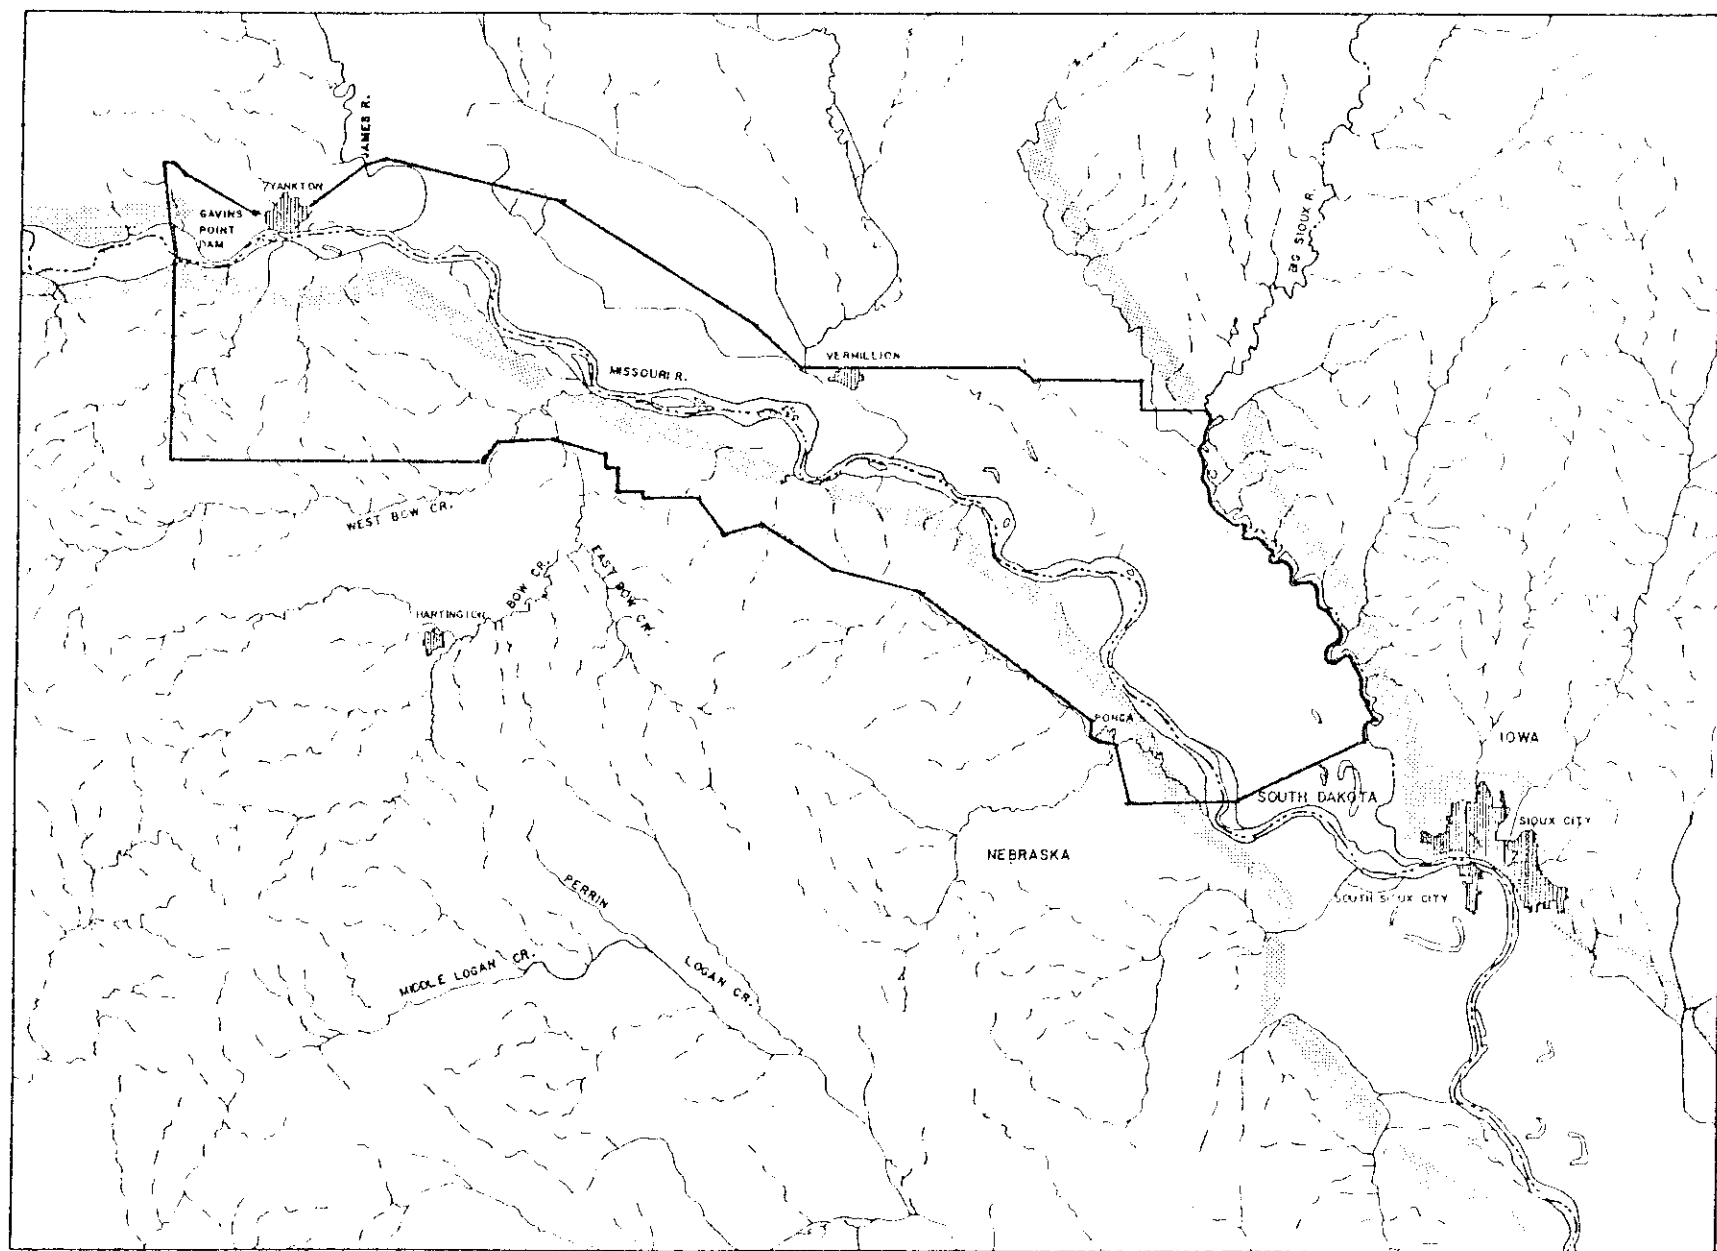 JAMES R.
YANKTON
GAVINS
POINT
DAM
BIG SIOUX R.
VERMILLION
MISSOURI R.
WEST BOW CR.
EAST BOW CR.
BOW CR.
HARTINGTON
PONCA
IOWA
SOUTH DAKOTA
SIOUX CITY
NEBRASKA
SOUTH SIOUX CITY
PERRIN
MIDDLE LOGAN CR.
LOGAN CR.